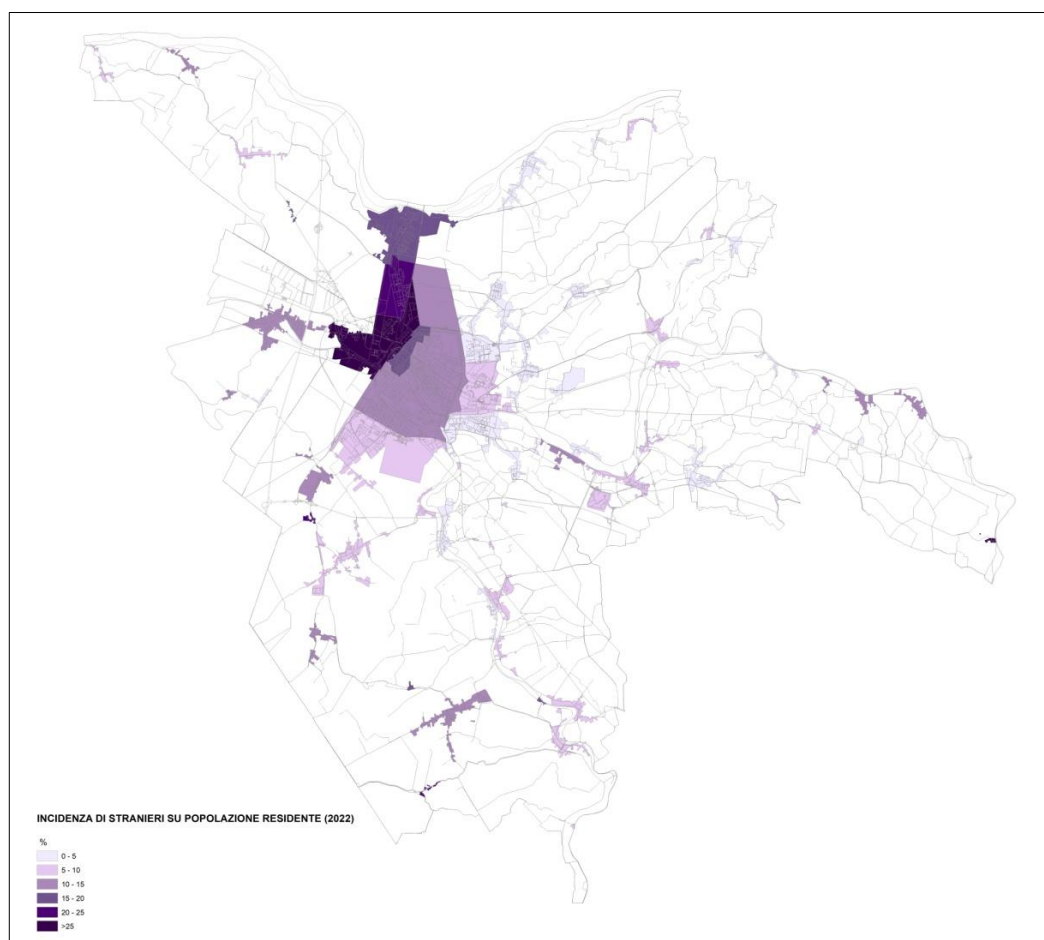 INCIDENZA DI STRANIERI SU POPOLAZIONE RESIDENTE (2022)
%
0 - 5
5 - 10
10 - 15
15 - 20
20 - 25
>25